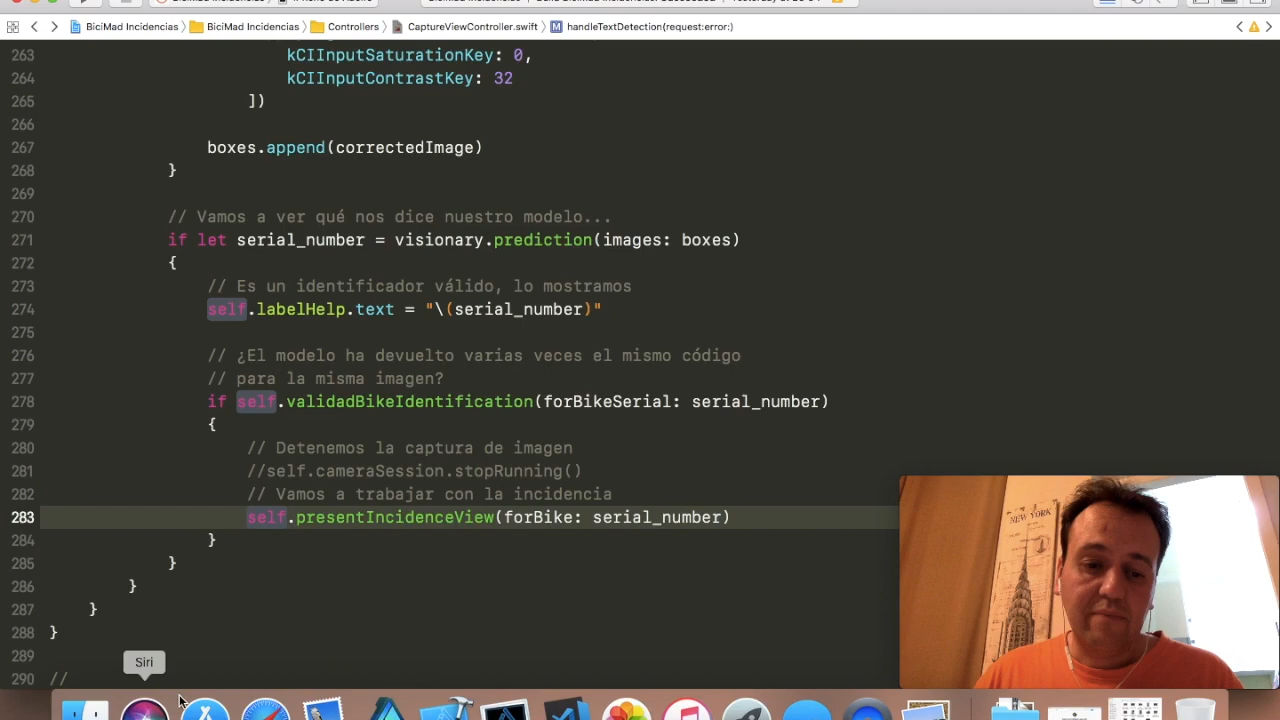 BiciMad Incidencias
BiciMad Incidencias
Controllers
CaptureViewController.swift
handleTextDetection(request:error:)
263 kCIInputSaturationKey: 0,
264 kCIInputContrastKey: 32
265 ])
266
267 boxes.append(correctedImage)
268 }
269
270 // Vamos a ver qué nos dice nuestro modelo...
271 if let serial_number = visionary.prediction(images: boxes)
272 {
273 // Es un identificador válido, lo mostramos
274 self.labelHelp.text = "\(serial_number)"
275
276 // ¿El modelo ha devuelto varias veces el mismo código
277 // para la misma imagen?
278 if self.validadBikeIdentification(forBikeSerial: serial_number)
279 {
280 // Detenemos la captura de imagen
281 //self.cameraSession.stopRunning()
282 // Vamos a trabajar con la incidencia
283 self.presentIncidenceView(forBike: serial_number)
284 }
285 }
286 }
287 }
288 }
289
290 //
Siri
NEW YORK